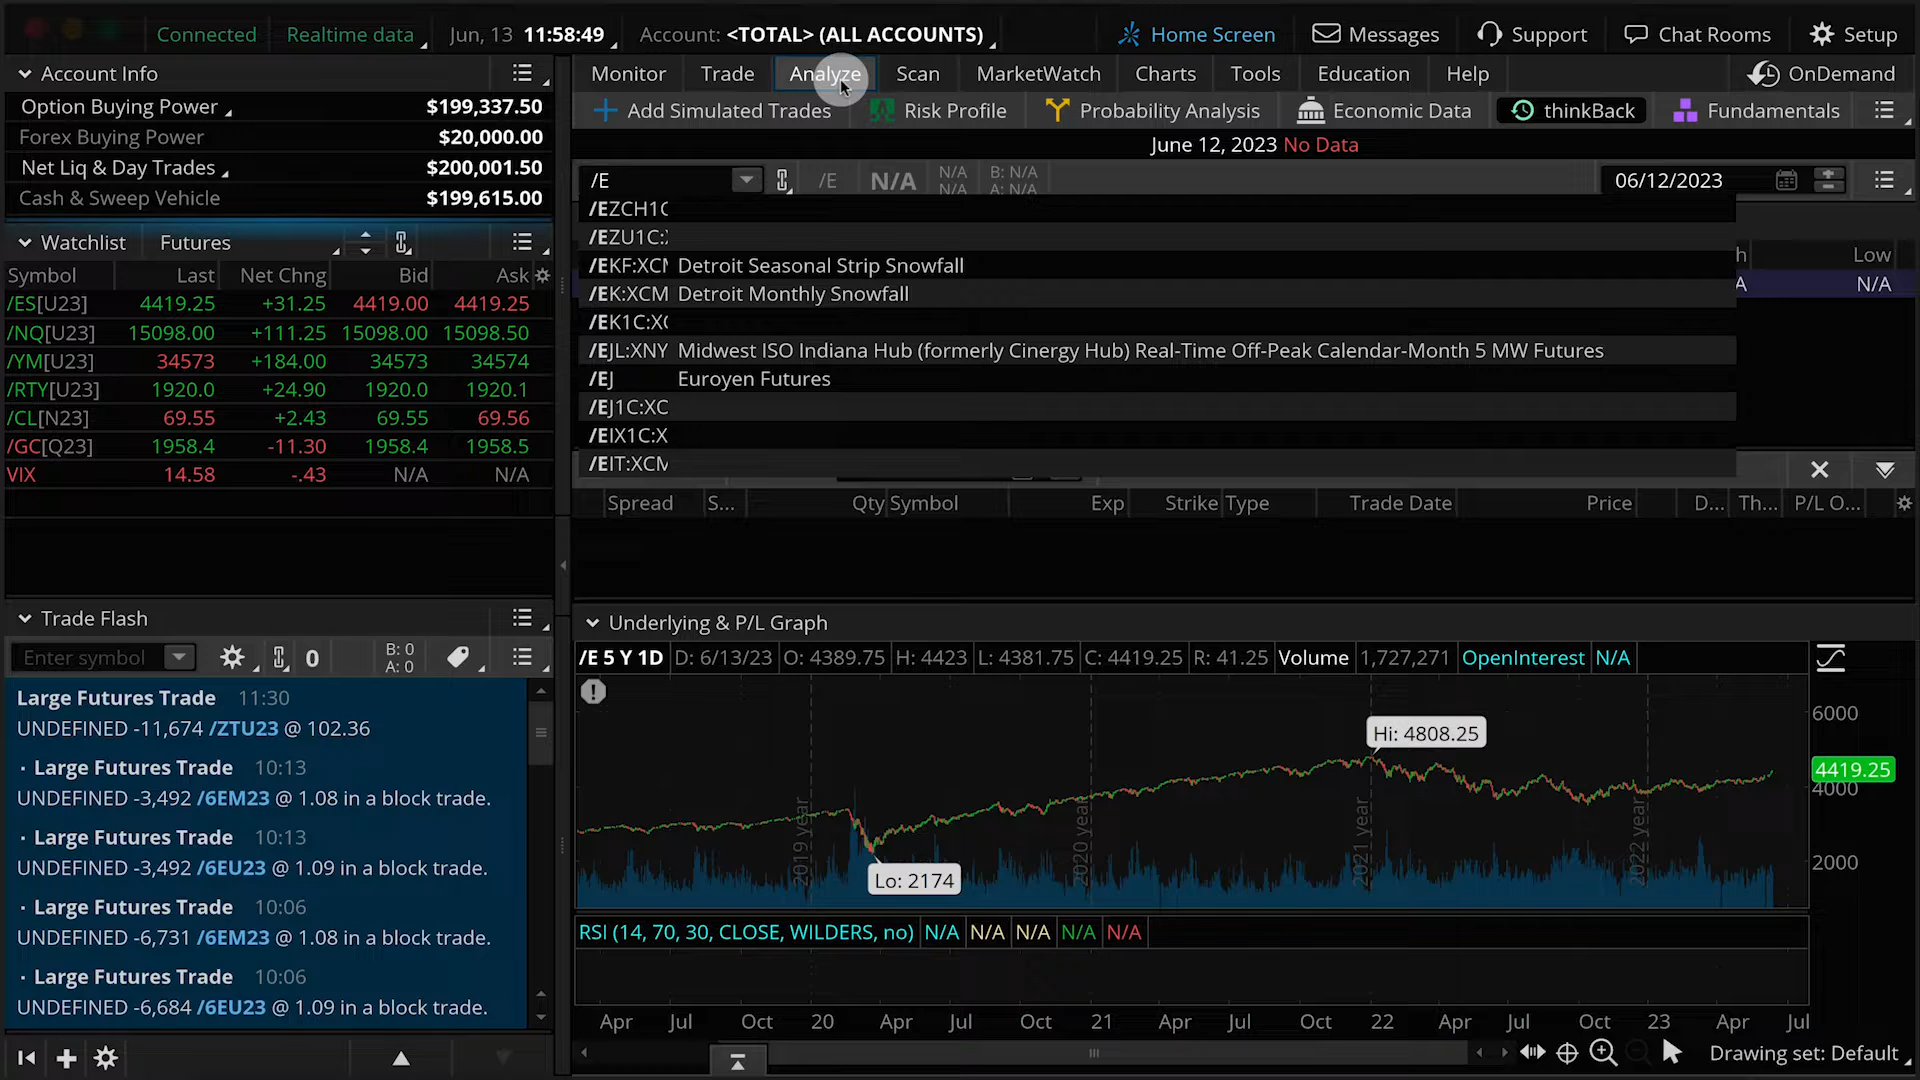 Connected Realtime data Jun, 13 11:58:49 Account: <TOTAL> (ALL ACCOUNTS) Home Screen Messages Support Chat Rooms Setup
Account Info
Option Buying Power $199,337.50
Forex Buying Power $20,000.00
Net Liq & Day Trades $200,001.50
Cash & Sweep Vehicle $199,615.00
Watchlist Futures
Symbol Last Net Chng Bid Ask
/ES[U23] 4419.25 +31.25 4419.00 4419.25
/NQ[U23] 15098.00 +111.25 15098.00 15098.50
/YM[U23] 34573 +184.00 34573 34574
/RTY[U23] 1920.0 +24.90 1920.0 1920.1
/CL[N23] 69.55 +2.43 69.55 69.56
/GC[Q23] 1958.4 -11.30 1958.4 1958.5
VIX 14.58 -.43 N/A N/A
Trade Flash
Enter symbol 0 B: 0
A: 0
Large Futures Trade 11:30
UNDEFINED -11,674 /ZTU23 @ 102.36
· Large Futures Trade 10:13
UNDEFINED -3,492 /6EM23 @ 1.08 in a block trade.
· Large Futures Trade 10:13
UNDEFINED -3,492 /6EU23 @ 1.09 in a block trade.
· Large Futures Trade 10:06
UNDEFINED -6,731 /6EM23 @ 1.08 in a block trade.
· Large Futures Trade 10:06
UNDEFINED -6,684 /6EU23 @ 1.09 in a block trade.
Monitor Trade Analyze Scan MarketWatch Charts Tools Education Help OnDemand
Add Simulated Trades Risk Profile Probability Analysis Economic Data thinkBack Fundamentals
June 12, 2023 No Data
/E /E N/A N/A B: N/A 06/12/2023
N/A A: N/A
/EZCH1C
/EZU1C:
/EKF:XCM Detroit Seasonal Strip Snowfall
h Low
/EK:XCM Detroit Monthly Snowfall
A N/A
/EK1C:XC
/EJL:XNY Midwest ISO Indiana Hub (formerly Cinergy Hub) Real-Time Off-Peak Calendar-Month 5 MW Futures
/EJ Euroyen Futures
/EJ1C:XC
/EIX1C:X
/EIT:XCM
Spread S... Qty Symbol Exp Strike Type Trade Date Price D... Th... P/L O...
Underlying & P/L Graph
/E 5 Y 1D D: 6/13/23 O: 4389.75 H: 4423 L: 4381.75 C: 4419.25 R: 41.25 Volume 1,727,271 OpenInterest N/A
6000
Hi: 4808.25
4419.25
4000
2000
Lo: 2174
2019 year
2020 year
2021 year
2022 year
RSI (14, 70, 30, CLOSE, WILDERS, no) N/A N/A N/A N/A N/A
Apr Jul Oct 20 Apr Jul Oct 21 Apr Jul Oct 22 Apr Jul Oct 23 Apr Jul
Drawing set: Default